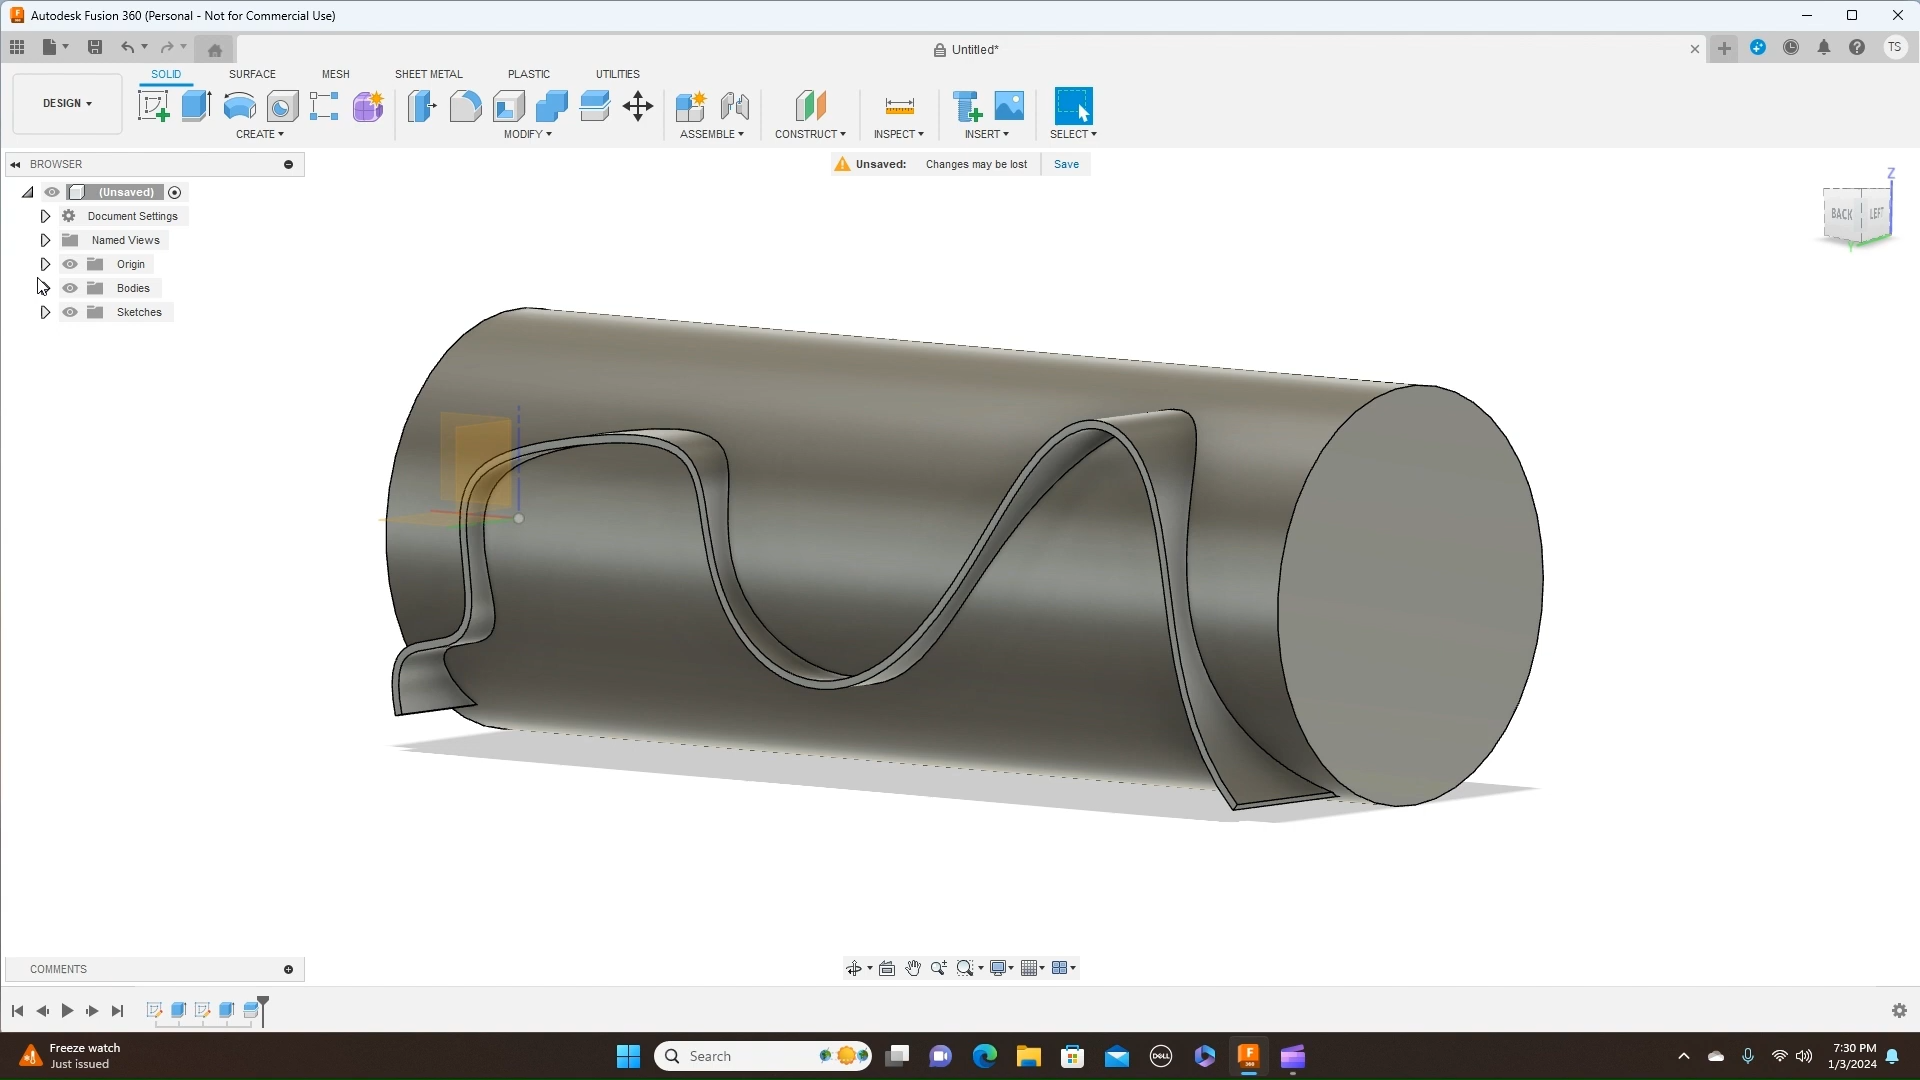 Autodesk Fusion 360 (Personal - Not for Commercial Use)
Untitled*
TS
DESIGN
SOLID SURFACE MESH SHEET METAL PLASTIC UTILITIES
CREATE MODIFY ASSEMBLE CONSTRUCT INSPECT INSERT SELECT
BROWSER
Unsaved: Changes may be lost Save
(Unsaved)
Document Settings
Named Views
Origin
Bodies
Sketches
Z
BACK LEFT
Y
COMMENTS
Freeze watch
Just issued
Search
DELL
F
360
7:30 PM
1/3/2024